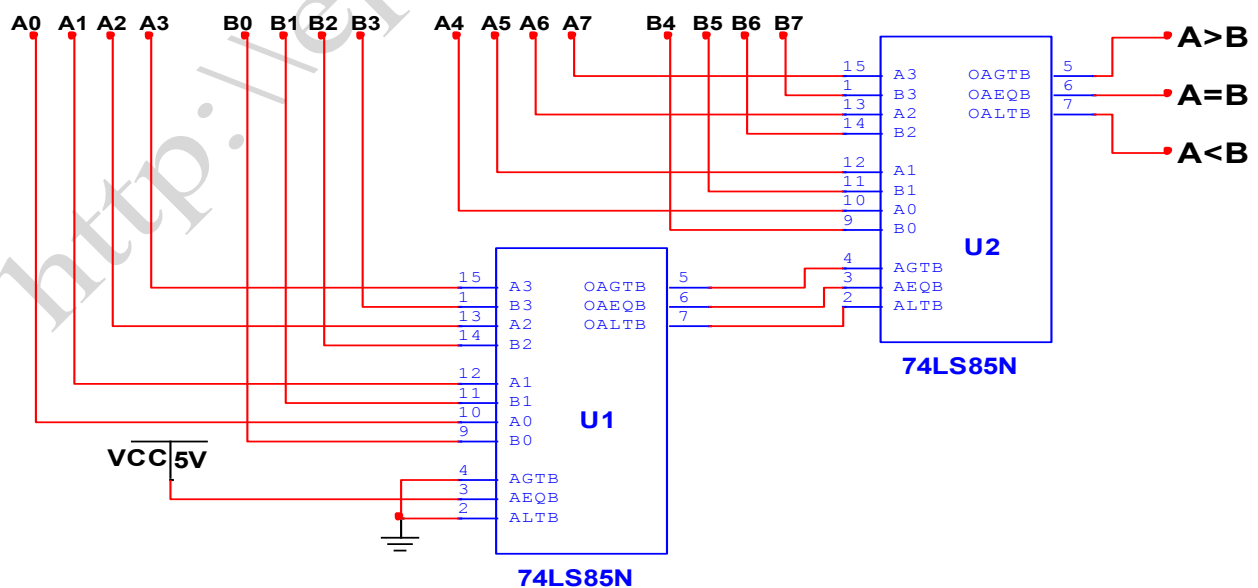 A0 A1 A2 A3 B0 B1 B2 B3 A4 A5 A6 A7 B4 B5 B6 B7
A>B
A=B
A<B
15 A3 OAGTB 5
1 B3 OAEQB 6
13 A2 OALTB 7
14 B2
12 A1
11 B1
10 A0
9 B0
U2
4 AGTB
3 AEQB
2 ALTB
74LS85N
15 A3 OAGTB 5
1 B3 OAEQB 6
13 A2 OALTB 7
14 B2
12 A1
11 B1
10 A0
9 B0
U1
VCC 5V
4 AGTB
3 AEQB
2 ALTB
74LS85N
http:\\ep